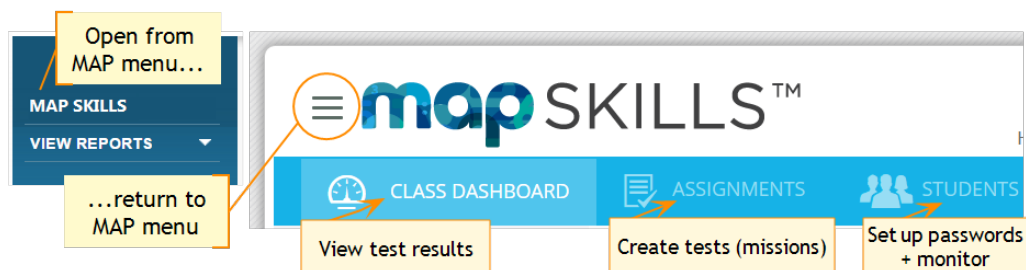 Open from
MAP menu...
MAP SKILLS
VIEW REPORTS
...return to
MAP menu
map SKILLS™
CLASS DASHBOARD
ASSIGNMENTS
STUDENTS
View test results
Create tests (missions)
Set up passwords
+ monitor